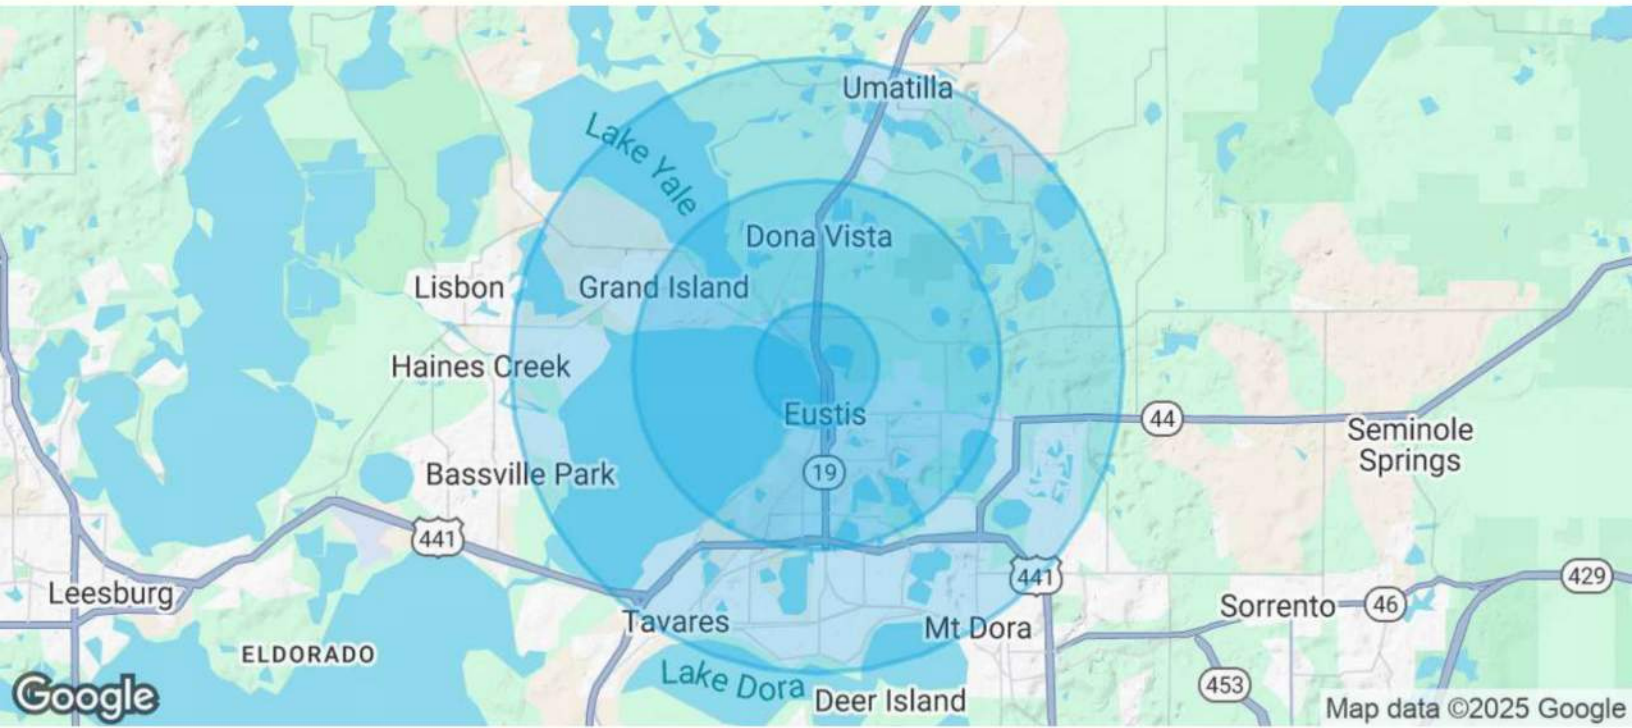 Umatilla
Lake Yale
Dona Vista
Lisbon
Grand Island
Haines Creek
Eustis
44
Seminole
Springs
Bassville Park
19
441
441
429
Leesburg
Sorrento
46
Tavares
Mt Dora
ELDORADO
Lake Dora
453
Deer Island
Google
Map data ©2025 Google